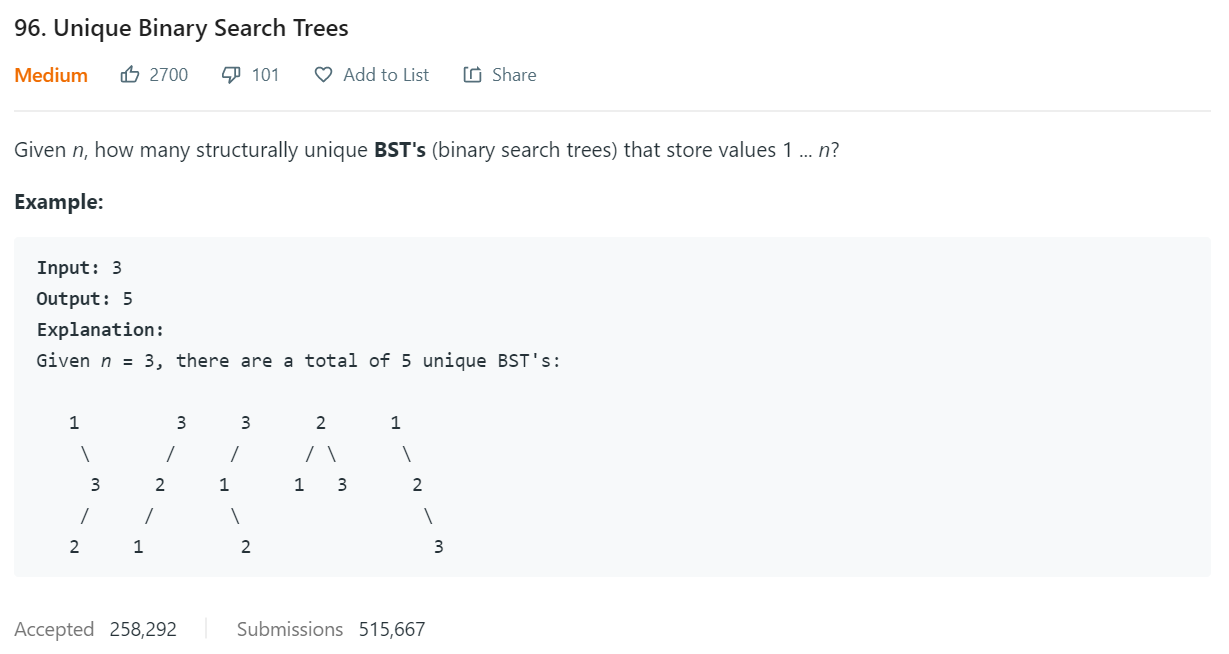 96. Unique Binary Search Trees
Medium 2700 101 Add to List Share
Given n, how many structurally unique BST's (binary search trees) that store values 1 ... n?
Example:
Input: 3
Output: 5
Explanation:
Given n = 3, there are a total of 5 unique BST's:
   1         3     3      2      1
    \       /     /      / \      \
     3     2     1      1   3      2
    /     /       \                 \
   2     1         2                 3
Accepted 258,292 Submissions 515,667